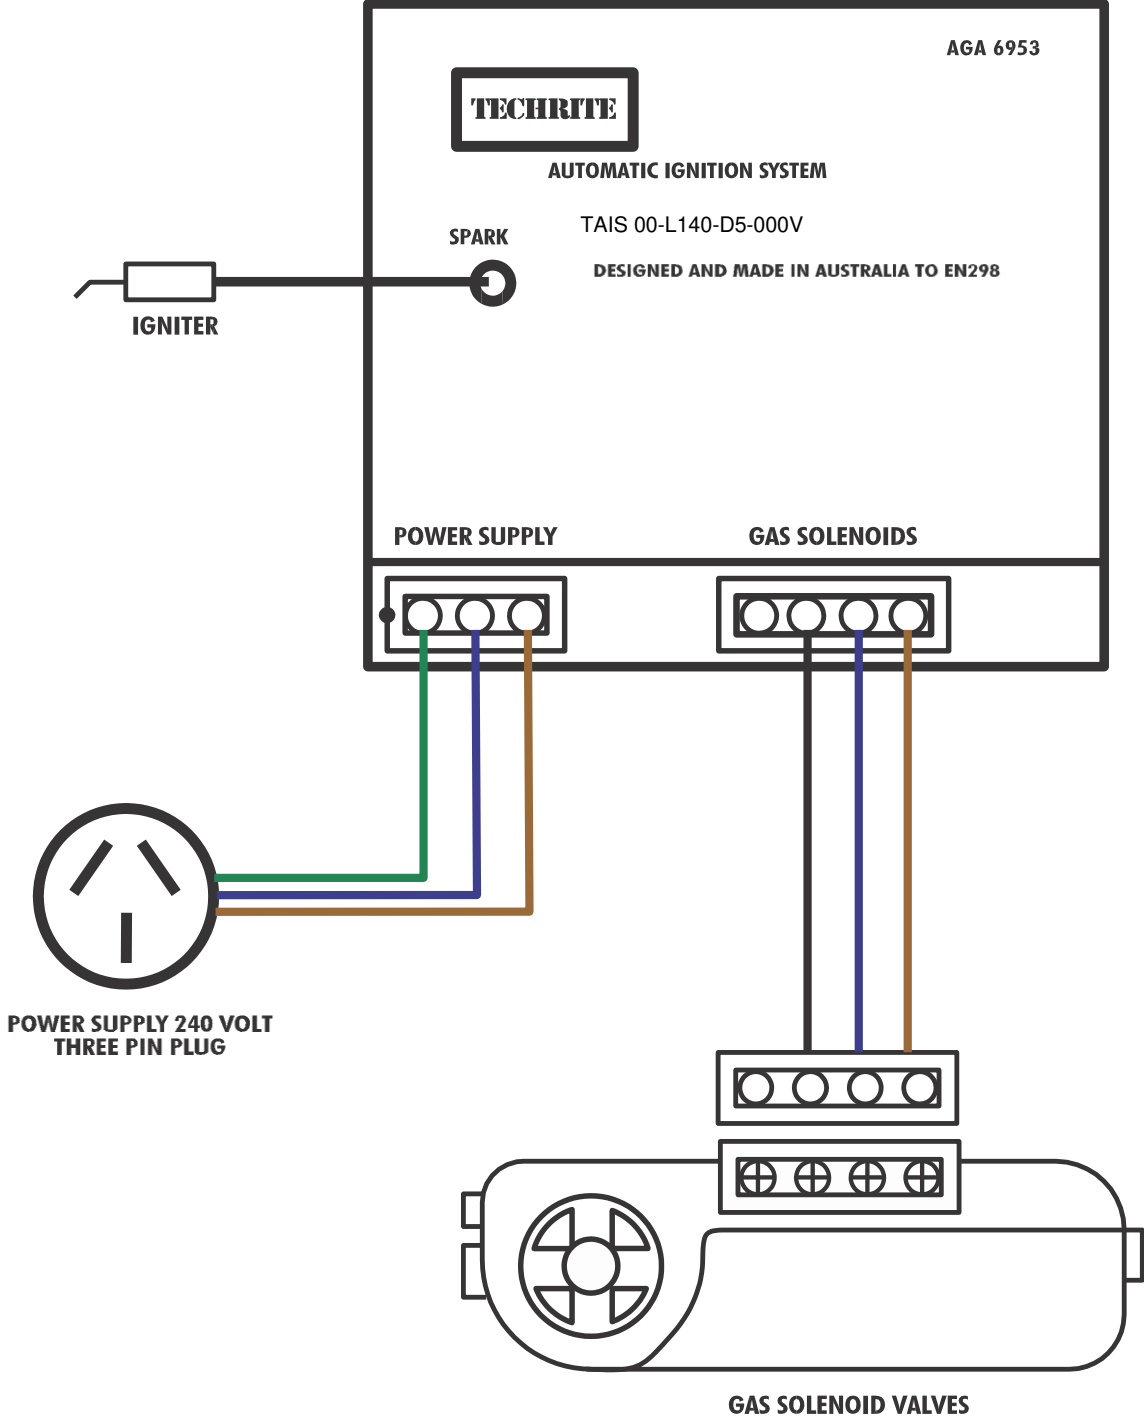 AGA 6953
TECHRITE
AUTOMATIC IGNITION SYSTEM
TAIS 00-L140-D5-000V
SPARK
DESIGNED AND MADE IN AUSTRALIA TO EN298
IGNITER
POWER SUPPLY
GAS SOLENOIDS
POWER SUPPLY 240 VOLT
THREE PIN PLUG
GAS SOLENOID VALVES